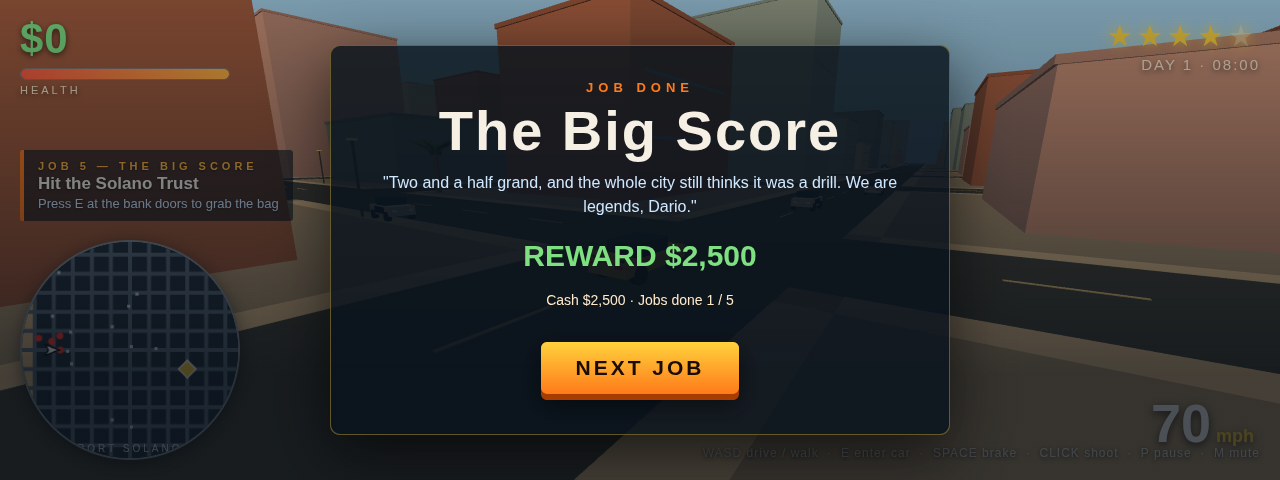 $0
HEALTH
★★★★★
DAY 1 · 08:00
JOB 5 — THE BIG SCORE
Hit the Solano Trust
Press E at the bank doors to grab the bag
JOB DONE
The Big Score
"Two and a half grand, and the whole city still thinks it was a drill. We are
legends, Dario."
REWARD $2,500
Cash $2,500 · Jobs done 1 / 5
NEXT JOB
PORT SOLANO
70 mph
WASD drive / walk · E enter car · SPACE brake · CLICK shoot · P pause · M mute